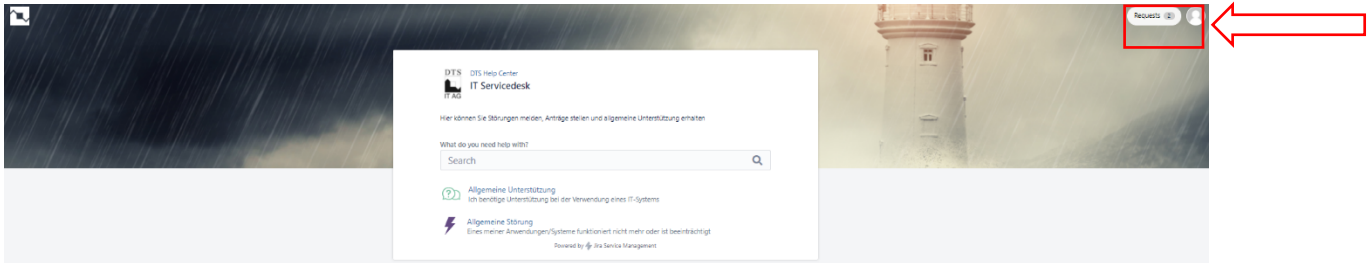 Requests 2
DTS
IT AG
DTS Help Center
IT Servicedesk
Hier können Sie Störungen melden, Anträge stellen und allgemeine Unterstützung erhalten
What do you need help with?
Search
Allgemeine Unterstützung
Ich benötige Unterstützung bei der Verwendung eines IT-Systems
Allgemeine Störung
Eines meiner Anwendungen/Systeme funktioniert nicht mehr oder ist beeinträchtigt
Powered by Jira Service Management